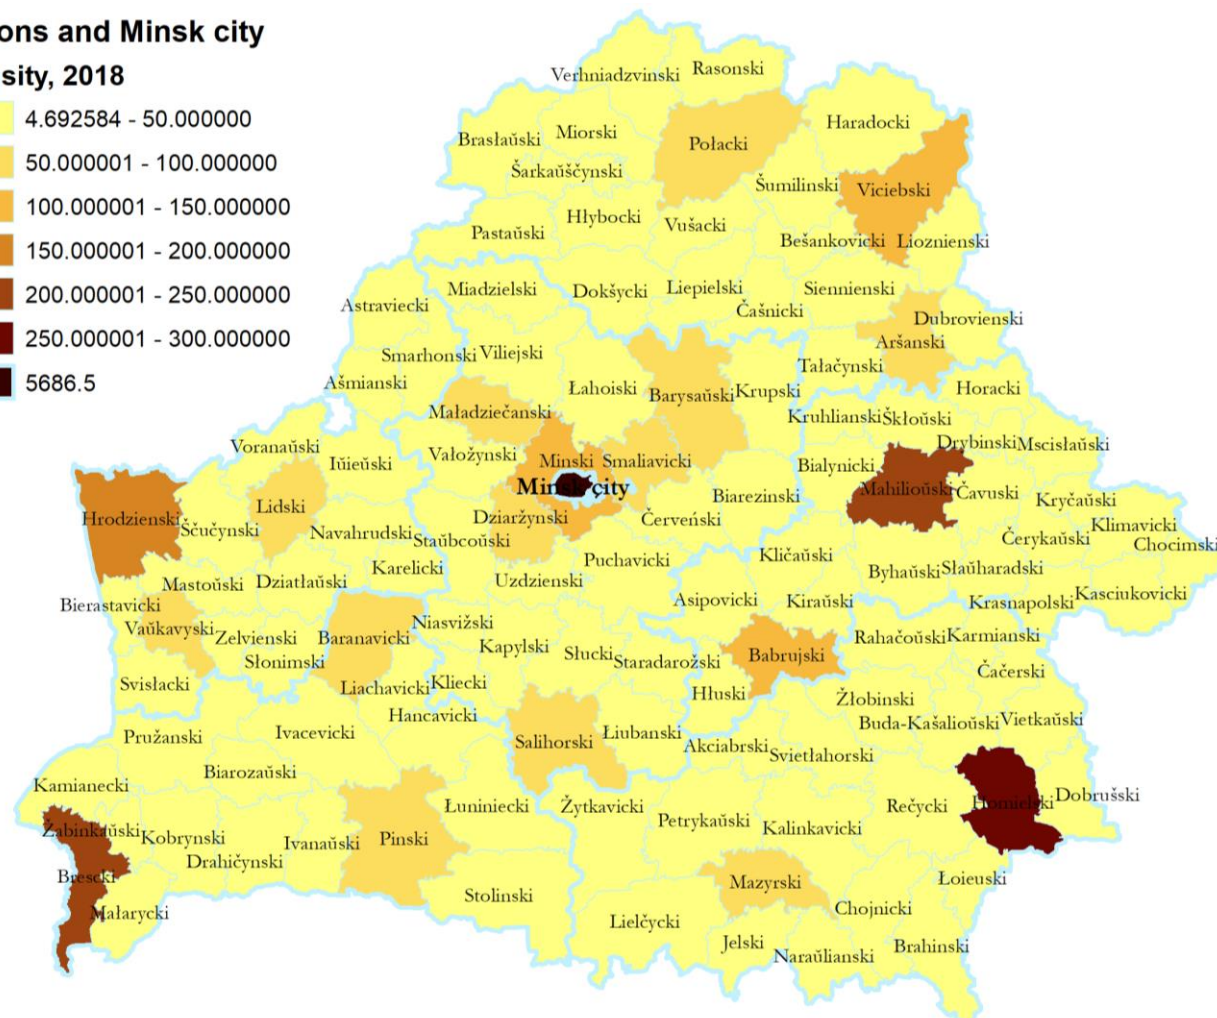 ons and Minsk city
sity, 2018
4.692584 - 50.000000
50.000001 - 100.000000
100.000001 - 150.000000
150.000001 - 200.000000
200.000001 - 250.000000
250.000001 - 300.000000
5686.5
Verhniadzvinski
Rasonski
Brasłaŭski
Miorski
Połacki
Haradocki
Šarkaŭščynski
Šumilinski
Viciebski
Hłybocki
Vušacki
Pastaŭski
Bešankovicki
Lioznienski
Miadzielski
Dokšycki
Liepielski
Siennienski
Astraviecki
Čašnicki
Dubrovienski
Aršanski
Smarhonski
Viliejski
Tałačynski
Ašmianski
Łahoiski
Barysaŭski
Krupski
Horacki
Maładziečanski
Kruhlianski
Škłoŭski
Voranaŭski
Iŭieŭski
Vałožynski
Minski
Smaliavicki
Bialynicki
Drybinski
Mscisłaŭski
Minsk city
Mahilioŭski
Čavuski
Biarezinski
Kryčaŭski
Hrodzienski
Lidski
Ščučynski
Navahrudski
Staŭbcoŭski
Dziaržynski
Červeński
Klimavicki
Čerykaŭski
Chocimski
Puchavicki
Kličaŭski
Karelicki
Mastoŭski
Dziatłaŭski
Uzdzienski
Byhaŭski
Słaŭharadski
Bierastavicki
Asipovicki
Kiraŭski
Krasnapolski
Kasciukovicki
Vaŭkavyski
Zelvienski
Baranavicki
Niasvižski
Rahačoŭski
Karmianski
Słonimski
Kapylski
Słucki
Staradarožski
Babrujski
Čačerski
Svisłacki
Liachavicki
Kliecki
Hłuski
Žłobinski
Hancavicki
Buda-Kašalioŭski
Vietkaŭski
Pružanski
Ivacevicki
Salihorski
Liubanski
Akciabrski
Svietłahorski
Biarozaŭski
Kamianecki
Łuniniecki
Žytkavicki
Rečycki
Homielski
Dobrušski
Žabinkaŭski
Kobrynski
Ivanaŭski
Pinski
Petrykaŭski
Kalinkavicki
Drahičynski
Brescki
Stolinski
Mazyrski
Łoieuski
Małarycki
Lielčycki
Chojnicki
Jelski
Naraŭlianski
Brahinski